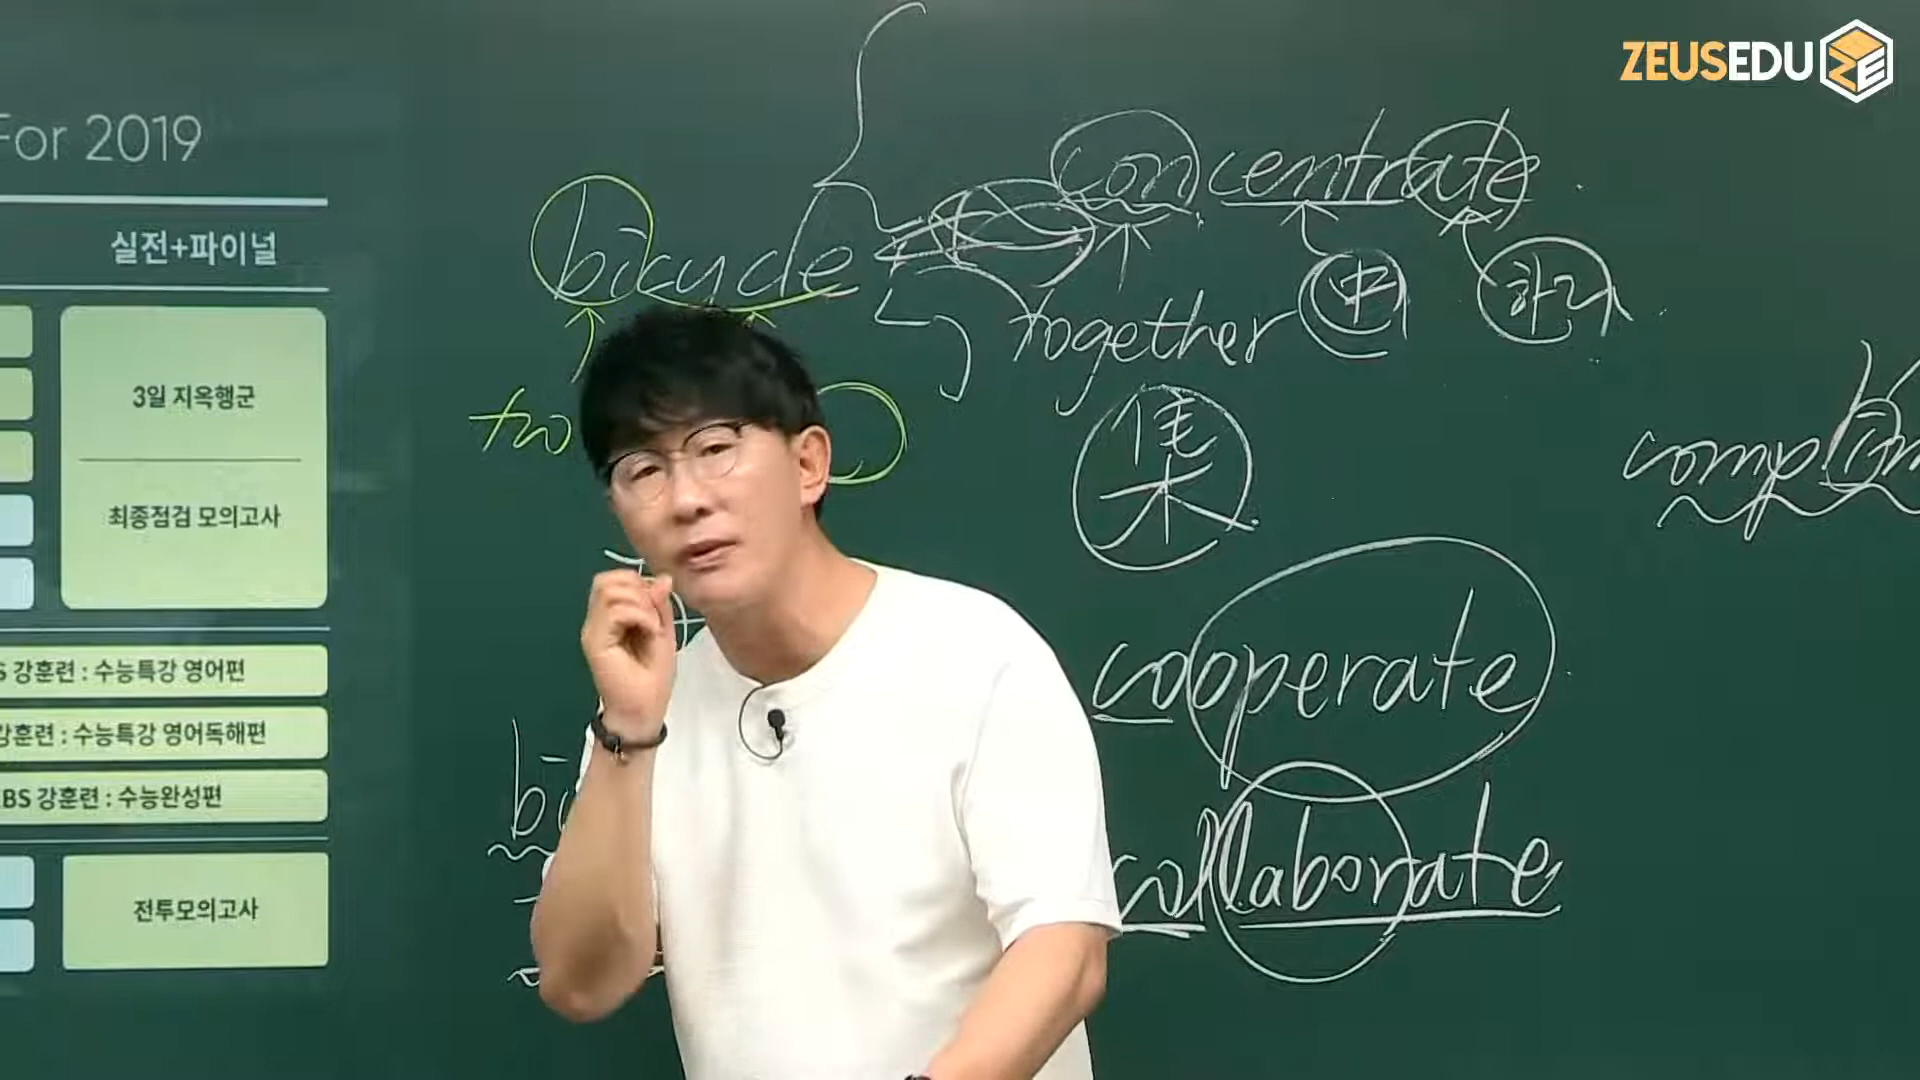 ZEUSEDU
For 2019
실전+파이널
3일 지옥행군
최종점검 모의고사
S 강훈련 : 수능특강 영어편
강훈련 : 수능특강 영어독해편
BS 강훈련 : 수능완성편
전투모의고사
bicycle
two
bi
concentrate
together
中
하다
集
cooperate
collaborate